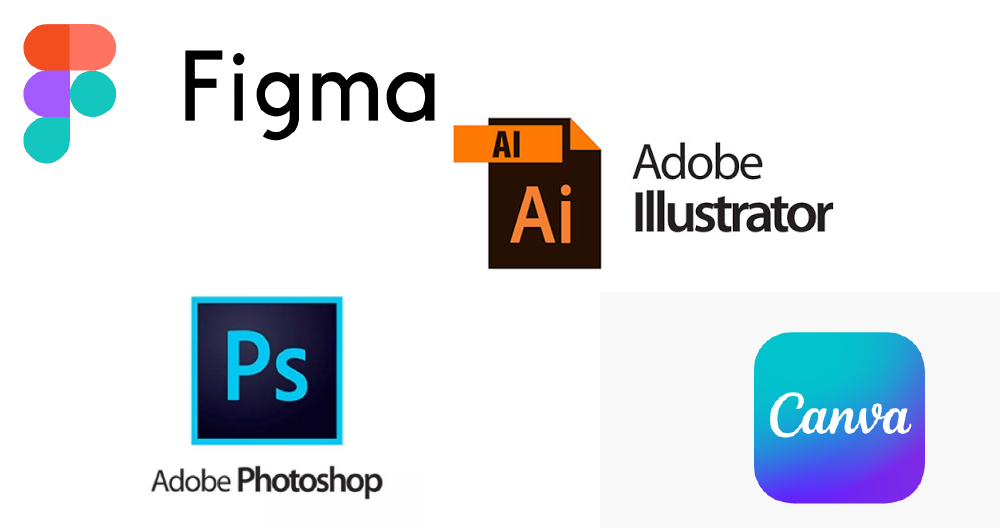 Figma
AI
Ai
Adobe
Illustrator
Ps
Adobe Photoshop
Canva